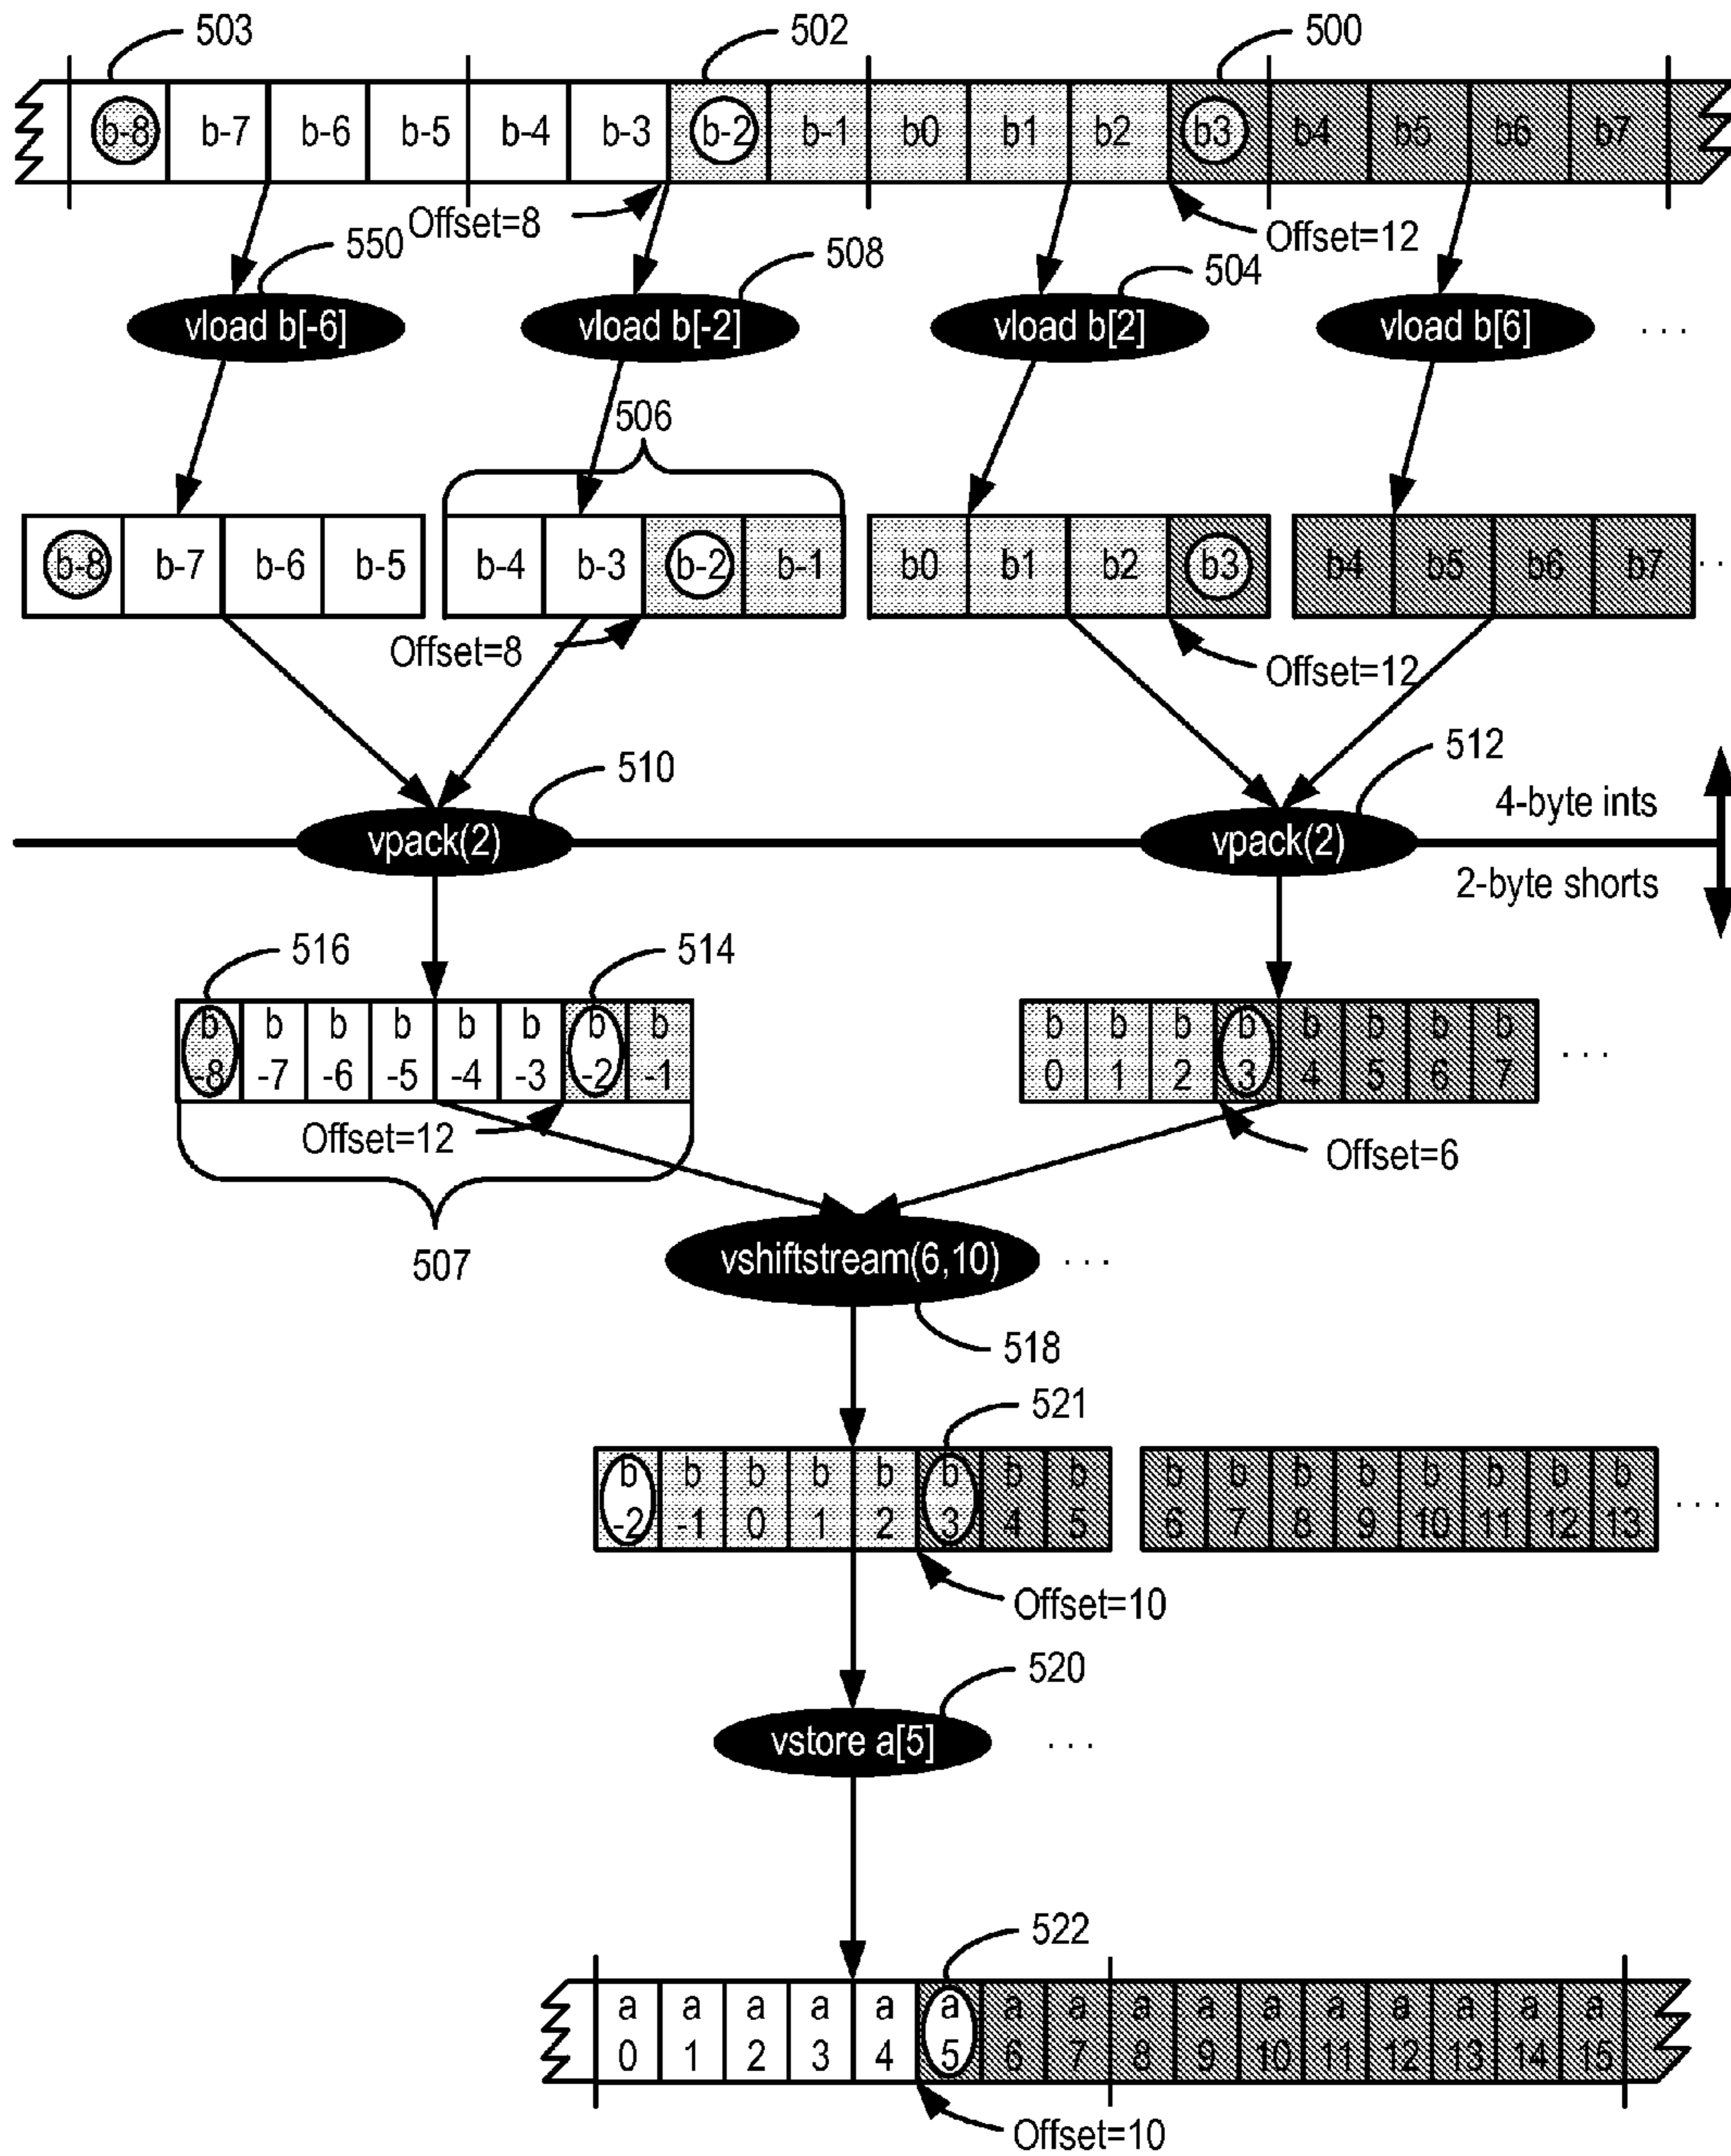 503 502 500
b-8 b-7 b-6 b-5 b-4 b-3 b-2 b-1 b0 b1 b2 b3 b4 b5 b6 b7
Offset=8 Offset=12
550 508 504
vload b[-6] vload b[-2] vload b[2] vload b[6] . . .
506
b-8 b-7 b-6 b-5 b-4 b-3 b-2 b-1 b0 b1 b2 b3 b4 b5 b6 b7 . . .
Offset=8 Offset=12
510 512
4-byte ints
vpack(2) vpack(2)
2-byte shorts
516 514
b b b b b b b b b b b b b b b b
-8 -7 -6 -5 -4 -3 -2 -1 0 1 2 3 4 5 6 7 . . .
Offset=12 Offset=6
507 vshiftstream(6,10) . . .
518
521
b b b b b b b b b b b b b b b b
-2 -1 0 1 2 3 4 5 6 7 8 9 10 11 12 13 . . .
Offset=10
520
vstore a[5] . . .
522
a a a a a a a a a a a a a a a a
0 1 2 3 4 5 6 7 8 9 10 11 12 13 14 15
Offset=10